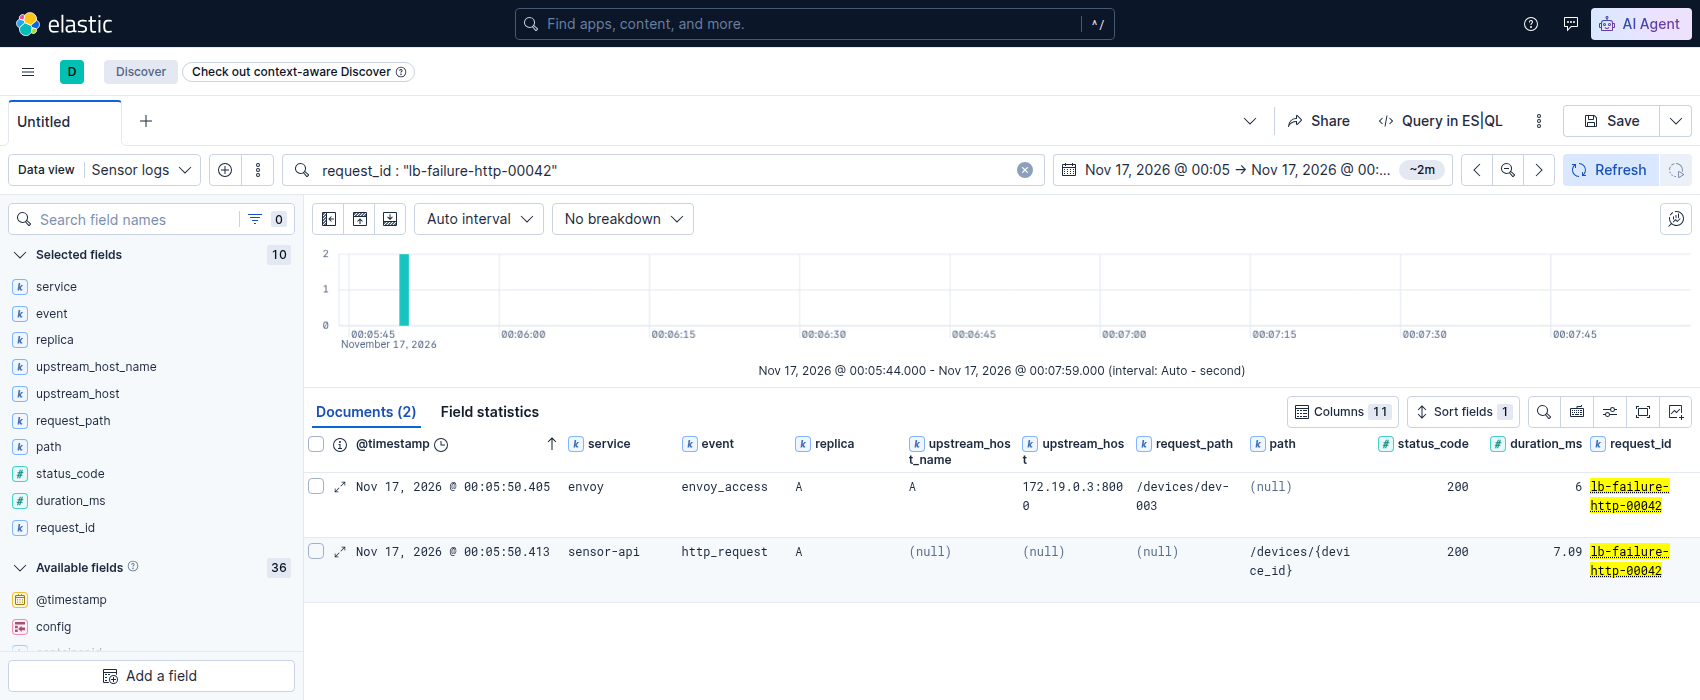 elastic
Find apps, content, and more.
^ /
AI Agent
D
Discover
Check out context-aware Discover
Untitled
Share
Query in ES|QL
Save
Data view
Sensor logs
request_id : "lb-failure-http-00042"
Nov 17, 2026 @ 00:05 → Nov 17, 2026 @ 00:...
~2m
Refresh
Search field names
0
Auto interval
No breakdown
Selected fields
10
service
event
replica
upstream_host_name
upstream_host
request_path
path
status_code
duration_ms
request_id
Available fields
36
@timestamp
config
Add a field
2
1
0
00:05:45
November 17, 2026
00:06:00
00:06:15
00:06:30
00:06:45
00:07:00
00:07:15
00:07:30
00:07:45
Nov 17, 2026 @ 00:05:44.000 - Nov 17, 2026 @ 00:07:59.000 (interval: Auto - second)
Documents (2)
Field statistics
Columns 11
Sort fields 1
@timestamp
k service
k event
k replica
k upstream_hos
t_name
k upstream_hos
t
k request_path
k path
# status_code
# duration_ms
k request_id
Nov 17, 2026 @ 00:05:50.405
envoy
envoy_access
A
A
172.19.0.3:800
0
/devices/dev-
003
(null)
200
6
lb-failure-
http-00042
Nov 17, 2026 @ 00:05:50.413
sensor-api
http_request
A
(null)
(null)
(null)
/devices/{devi
ce_id}
200
7.09
lb-failure-
http-00042